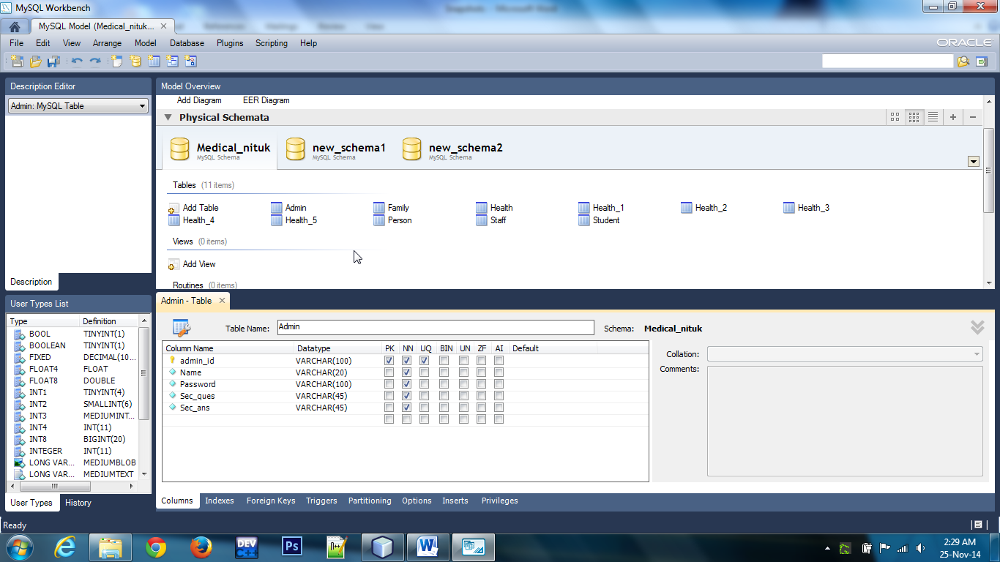 MySQL Workbench
MySQL Model (Medical_nituk....
File Edit View Arrange Model Database Plugins Scripting Help
ORACLE
Description Editor
Admin: MySQL Table
Description
Model Overview
Add Diagram EER Diagram
Physical Schemata
Medical_nituk
MySQL Schema
new_schema1
MySQL Schema
new_schema2
MySQL Schema
Tables (11 items)
Add Table Admin Family Health Health_1 Health_2 Health_3
Health_4 Health_5 Person Staff Student
Views (0 items)
Add View
Routines (0 items)
User Types List
Type Definition
BOOL TINYINT(1)
BOOLEAN TINYINT(1)
FIXED DECIMAL(10...
FLOAT4 FLOAT
FLOAT8 DOUBLE
INT1 TINYINT(4)
INT2 SMALLINT(6)
INT3 MEDIUMINT...
INT4 INT(11)
INT8 BIGINT(20)
INTEGER INT(11)
LONG VAR... MEDIUMBLOB
LONG VAR... MEDIUMTEXT
User Types History
Admin - Table
Table Name: Admin Schema: Medical_nituk
Column Name Datatype PK NN UQ BIN UN ZF AI Default
admin_id VARCHAR(100)
Name VARCHAR(20)
Password VARCHAR(100)
Sec_ques VARCHAR(45)
Sec_ans VARCHAR(45)
Collation:
Comments:
Columns Indexes Foreign Keys Triggers Partitioning Options Inserts Privileges
Ready
DEV
C++
Ps
2:29 AM
25-Nov-14